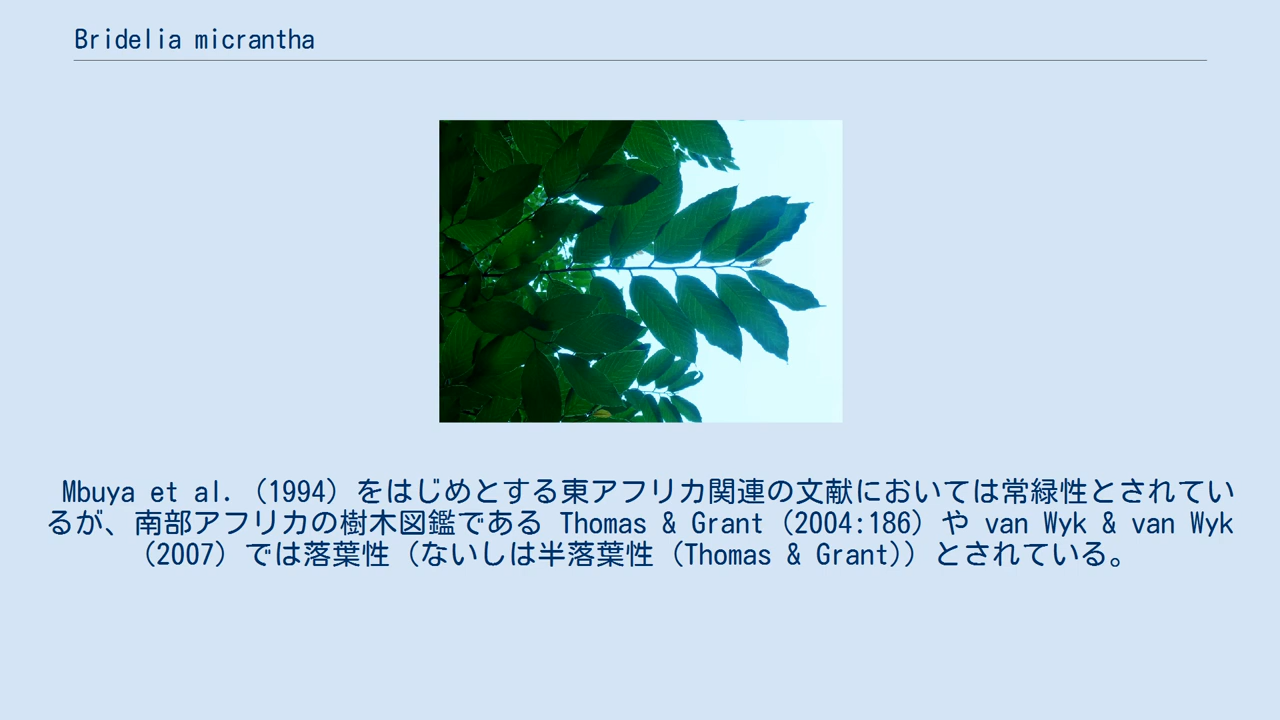 Bridelia micrantha
Mbuya et al. (1994) をはじめとする東アフリカ関連の文献においては常緑性とされてい
るが、南部アフリカの樹木図鑑である Thomas & Grant (2004:186) や van Wyk & van Wyk
(2007) では落葉性 (ないしは半落葉性 (Thomas & Grant)) とされている。